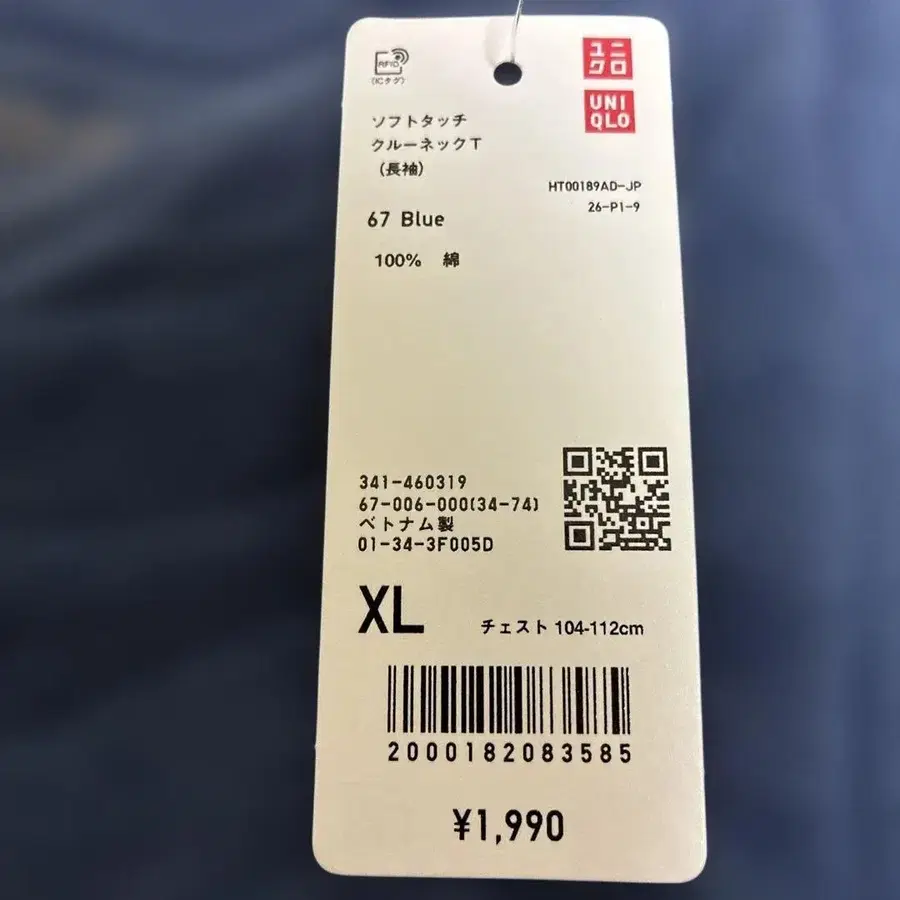 RFID
(ICタグ)
ユニ
クロ
UNI
QLO
ソフトタッチ
クルーネックT
(長袖)
HT00189AD-JP
26-P1-9
67 Blue
100% 綿
341-460319
67-006-000(34-74)
ベトナム製
01-34-3F005D
XL チェスト 104-112cm
2000182083585
¥1,990